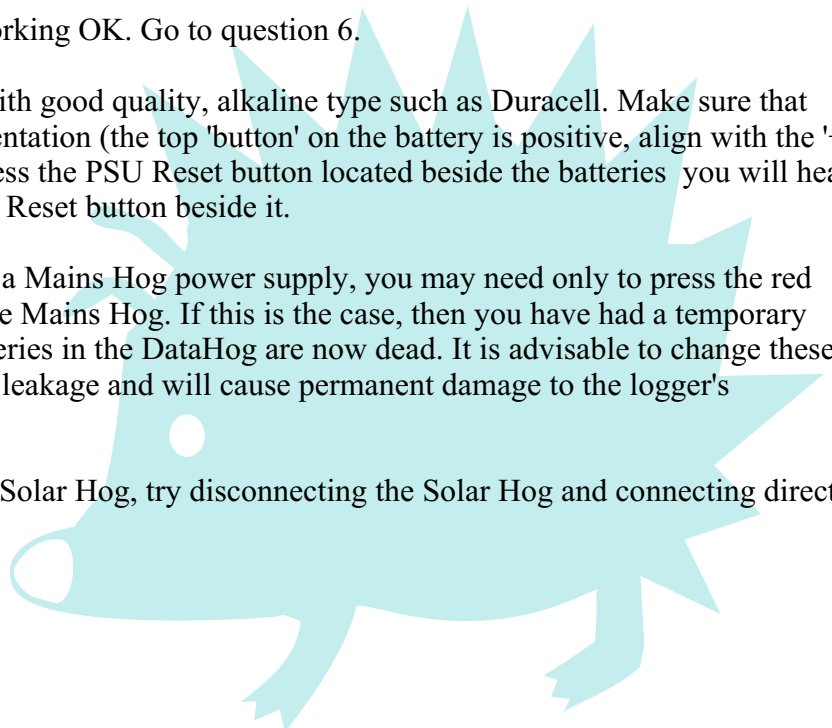 orking OK. Go to question 6.
ith good quality, alkaline type such as Duracell. Make sure that
entation (the top 'button' on the battery is positive, align with the '
ess the PSU Reset button located beside the batteries you will hea
Reset button beside it.
a Mains Hog power supply, you may need only to press the red
e Mains Hog. If this is the case, then you have had a temporary
eries in the DataHog are now dead. It is advisable to change these
leakage and will cause permanent damage to the logger's
Solar Hog, try disconnecting the Solar Hog and connecting direct